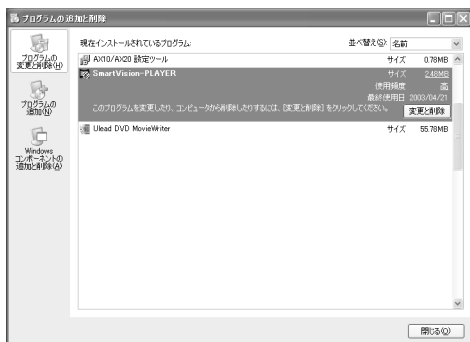 プログラムの追加と削除
プログラムの変更と削除(H)
プログラムの追加(N)
Windows コンポーネントの追加と削除(A)
現在インストールされているプログラム:
並べ替え(S): 名前
AX10/AX20 設定ツール サイズ 0.78MB
SmartVision-PLAYER サイズ 2.48MB
使用頻度 高
最終使用日 2003/04/21
このプログラムを変更したり、コンピュータから削除したりするには、[変更と削除] をクリックしてください。 変更と削除
Ulead DVD MovieWriter サイズ 55.78MB
閉じる(O)